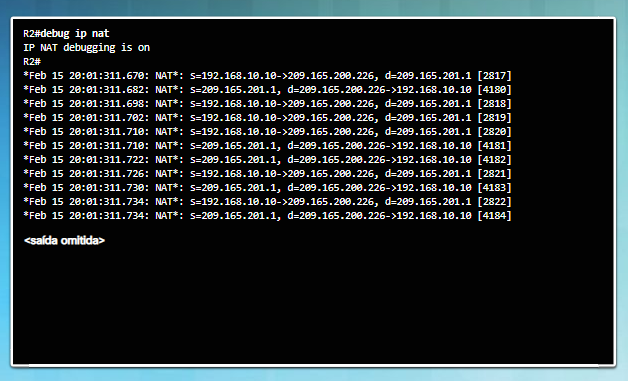 R2#debug ip nat
IP NAT debugging is on
R2#
*Feb 15 20:01:311.670: NAT*: s=192.168.10.10->209.165.200.226, d=209.165.201.1 [2817]
*Feb 15 20:01:311.682: NAT*: s=209.165.201.1, d=209.165.200.226->192.168.10.10 [4180]
*Feb 15 20:01:311.698: NAT*: s=192.168.10.10->209.165.200.226, d=209.165.201.1 [2818]
*Feb 15 20:01:311.702: NAT*: s=192.168.10.10->209.165.200.226, d=209.165.201.1 [2819]
*Feb 15 20:01:311.710: NAT*: s=192.168.10.10->209.165.200.226, d=209.165.201.1 [2820]
*Feb 15 20:01:311.710: NAT*: s=209.165.201.1, d=209.165.200.226->192.168.10.10 [4181]
*Feb 15 20:01:311.722: NAT*: s=209.165.201.1, d=209.165.200.226->192.168.10.10 [4182]
*Feb 15 20:01:311.726: NAT*: s=192.168.10.10->209.165.200.226, d=209.165.201.1 [2821]
*Feb 15 20:01:311.730: NAT*: s=209.165.201.1, d=209.165.200.226->192.168.10.10 [4183]
*Feb 15 20:01:311.734: NAT*: s=192.168.10.10->209.165.200.226, d=209.165.201.1 [2822]
*Feb 15 20:01:311.734: NAT*: s=209.165.201.1, d=209.165.200.226->192.168.10.10 [4184]
<saída omitida>